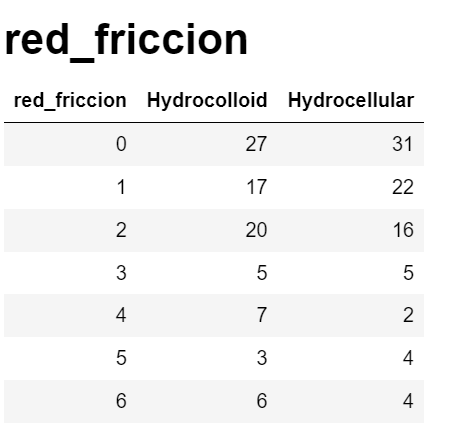 red_friccion
red_friccion Hydrocolloid Hydrocellular
0 27 31
1 17 22
2 20 16
3 5 5
4 7 2
5 3 4
6 6 4